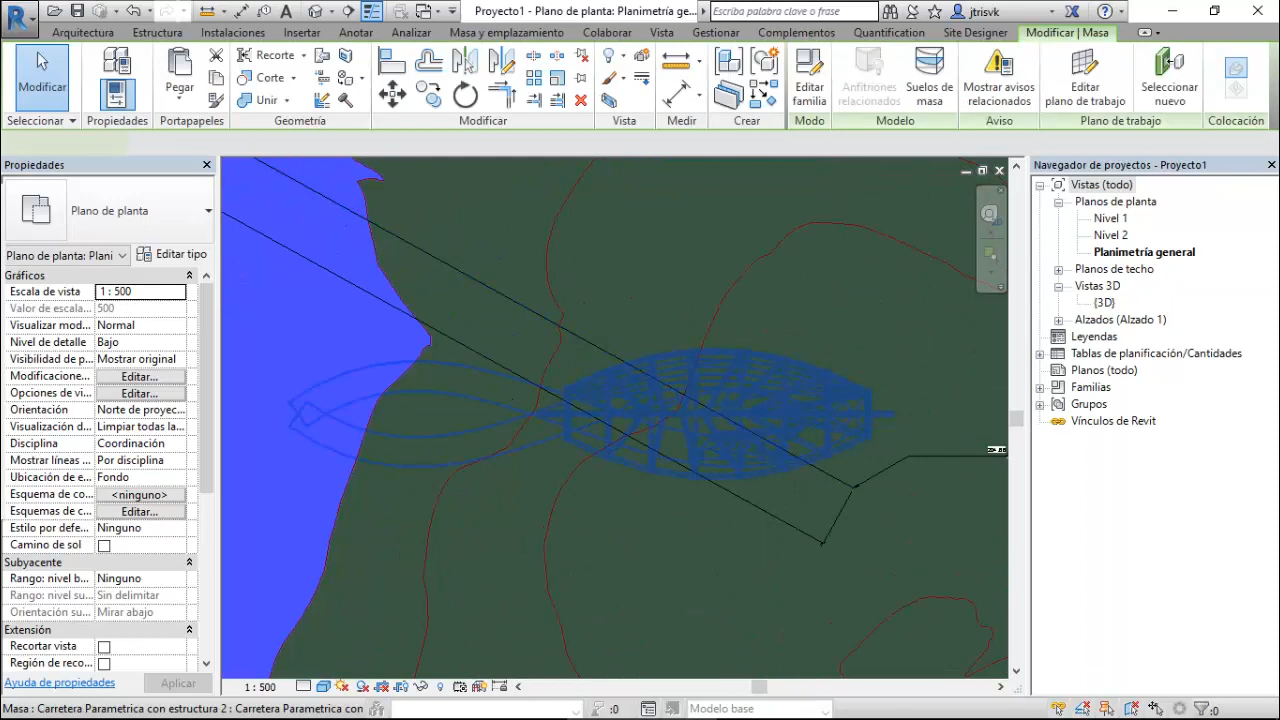 Proyecto1 - Plano de planta: Planimetría ge...
Escriba palabra clave o frase
jtrisvk
Arquitectura
Estructura
Instalaciones
Insertar
Anotar
Analizar
Masa y emplazamiento
Colaborar
Vista
Gestionar
Complementos
Quantification
Site Designer
Modificar | Masa
Modificar
Pegar
Recorte
Corte
Unir
Editar
familia
Anfitriones
relacionados
Suelos de
masa
Mostrar avisos
relacionados
Editar
plano de trabajo
Seleccionar
nuevo
Seleccionar
Propiedades
Portapapeles
Geometría
Modificar
Vista
Medir
Crear
Modo
Modelo
Aviso
Plano de trabajo
Colocación
Propiedades
Plano de planta
Plano de planta: Plani
Editar tipo
Gráficos
Escala de vista 1 : 500
Valor de escala... 500
Visualizar mod... Normal
Nivel de detalle Bajo
Visibilidad de p... Mostrar original
Modificacione... Editar...
Opciones de vi... Editar...
Orientación Norte de proyec...
Visualización d... Limpiar todas la...
Disciplina Coordinación
Mostrar líneas ... Por disciplina
Ubicación de e... Fondo
Esquema de co... <ninguno>
Esquemas de c... Editar...
Estilo por defe... Ninguno
Camino de sol
Subyacente
Rango: nivel b... Ninguno
Rango: nivel su... Sin delimitar
Orientación su... Mirar abajo
Extensión
Recortar vista
Región de reco...
Ayuda de propiedades
Aplicar
1 : 500
Navegador de proyectos - Proyecto1
Vistas (todo)
Planos de planta
Nivel 1
Nivel 2
Planimetría general
Planos de techo
Vistas 3D
{3D}
Alzados (Alzado 1)
Leyendas
Tablas de planificación/Cantidades
Planos (todo)
Familias
Grupos
Vínculos de Revit
Masa : Carretera Parametrica con estructura 2 : Carretera Parametrica con
:0
Modelo base
:0